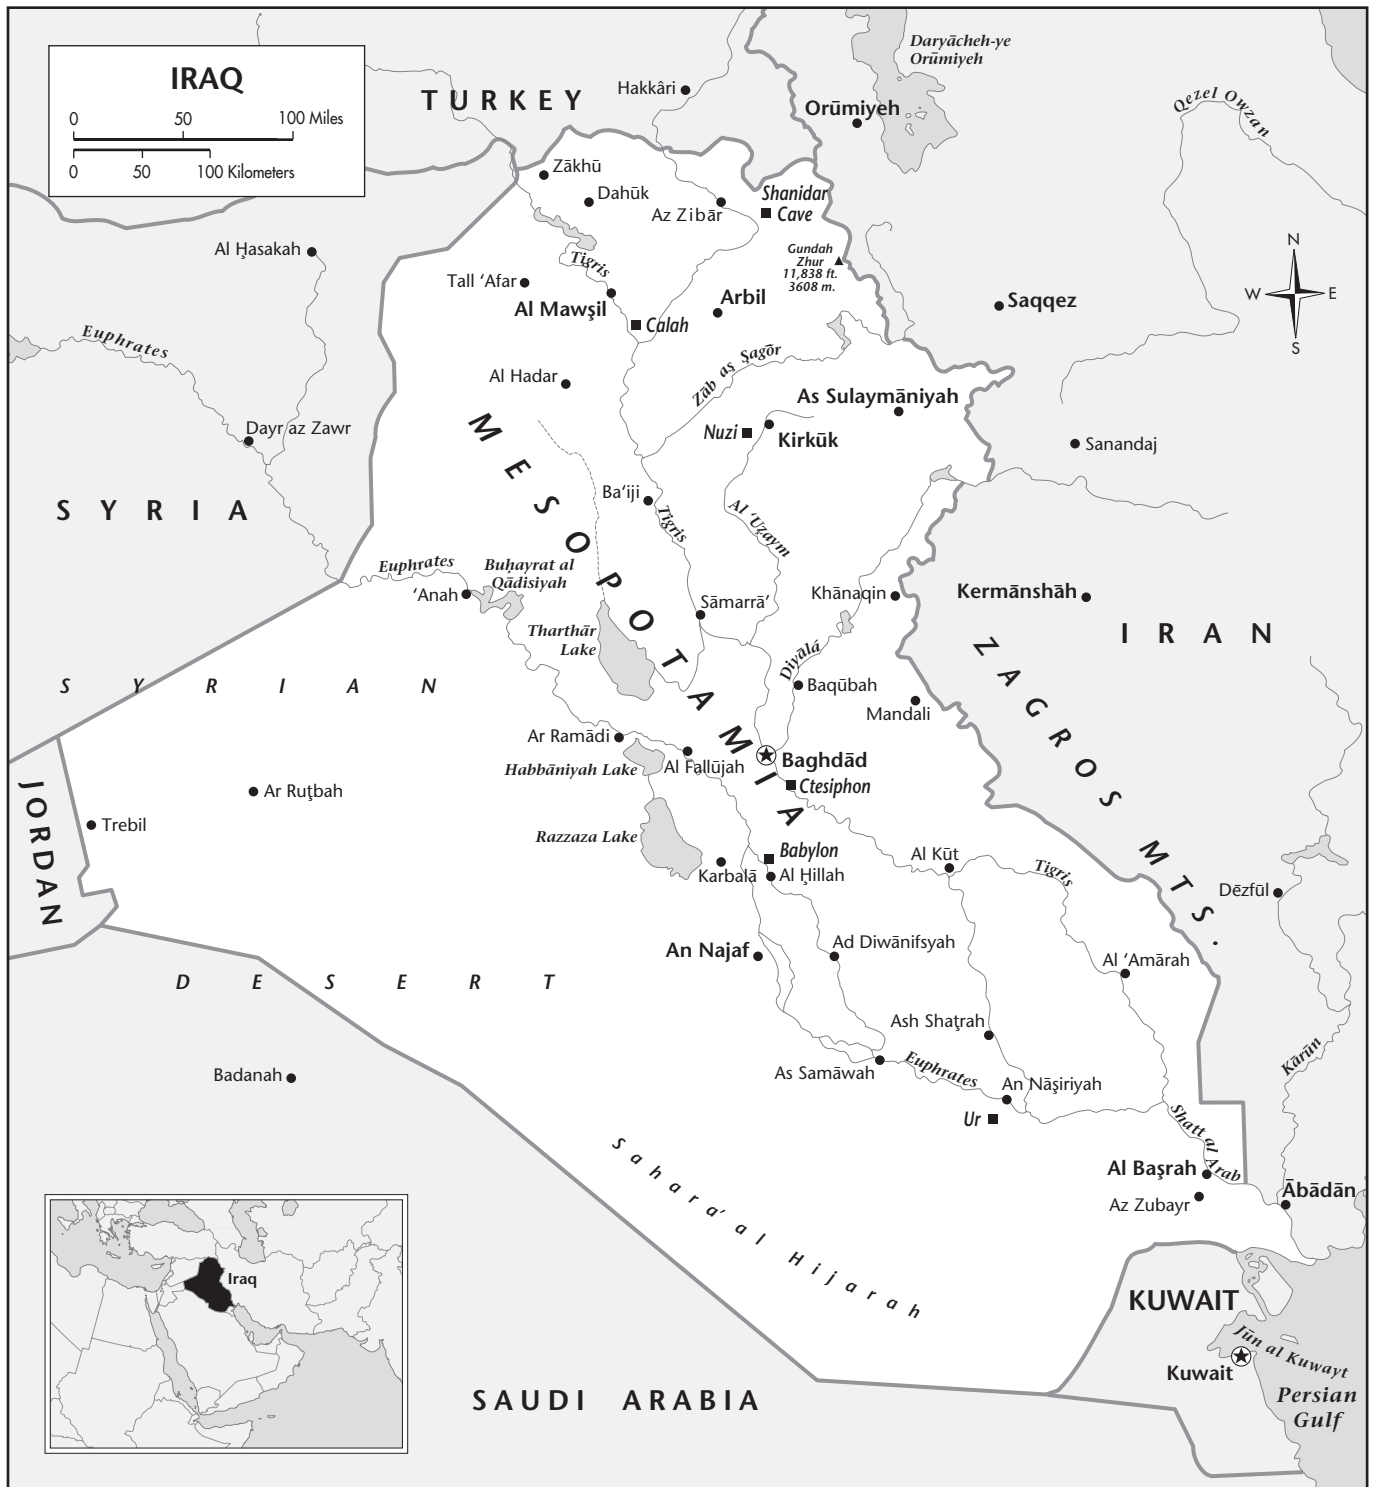 IRAQ
0 50 100 Miles
0 50 100 Kilometers
TURKEY
Hakkâri
Daryācheh-ye
Orūmiyeh
Orūmiyeh
Qezel Owzan
Zākhū
Dahūk
Az Zibār
Shanidar
Cave
Gundah
Zhur
11,838 ft.
3608 m.
Al Ḩasakah
Tall ‘Afar
Tigris
Al Mawşil
Calah
Arbil
Saqqez
N
W E
S
Euphrates
Al Hadar
Zāb aş Şagōr
As Sulaymāniyah
Nuzi
Kirkūk
Dayr az Zawr
Sanandaj
SYRIA
MESOPOTAMIA
Ba‘iji
Tigris
Al ‘Uz̧aym
Euphrates
‘Anah
Buḩayrat al
Qādisiyah
Sāmarrā’
Khānaqin
Kermānshāh
IRAN
Tharthār
Lake
Diyālá
Baqūbah
Mandali
ZAGROS MTS.
SYRIAN
DESERT
Ar Ramādi
Habbāniyah Lake
Al Fallūjah
Baghdād
Ctesiphon
JORDAN
Ar Ruţbah
Trebil
Razzaza Lake
Karbalā
Babylon
Al Ḩillah
Al Kūt
Tigris
Dēzfūl
An Najaf
Ad Diwānifsyah
Al ‘Amārah
Ash Shaţrah
Kārūn
Badanah
As Samāwah
Euphrates
An Nāşiriyah
Ur
Shatt al
Arab
Al Başrah
Az Zubayr
Ābādān
Sahara’ al Hijarah
Iraq
KUWAIT
Jūn al Kuwayt
Kuwait
Persian
Gulf
SAUDI ARABIA